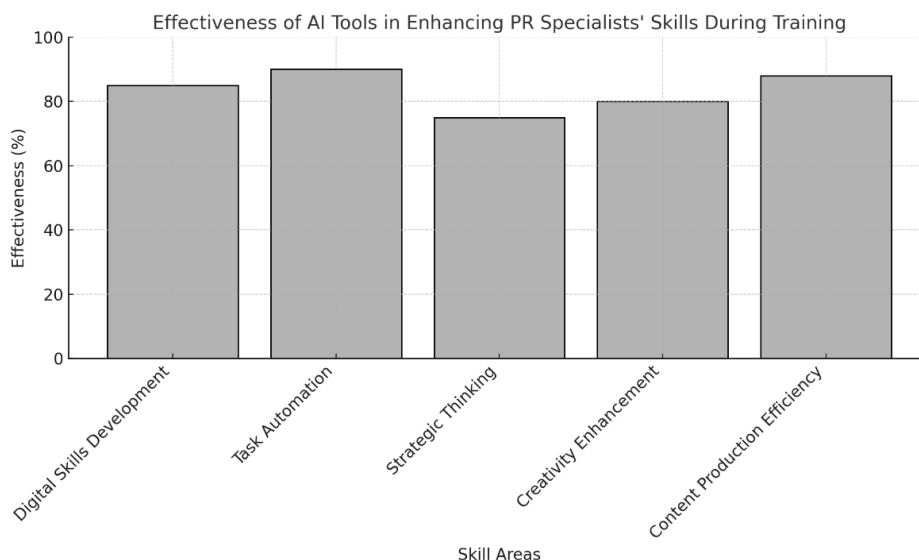 Effectiveness of AI Tools in Enhancing PR Specialists' Skills During Training
100
80
60
40
20
0
Effectiveness (%)
Digital Skills Development
Task Automation
Strategic Thinking
Creativity Enhancement
Content Production Efficiency
Skill Areas